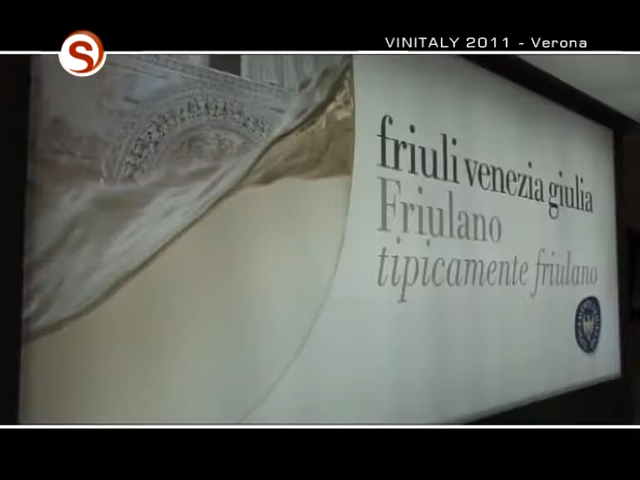 S
VINITALY 2011 - Verona
friuli venezia giulia
Friulano
tipicamente friulano